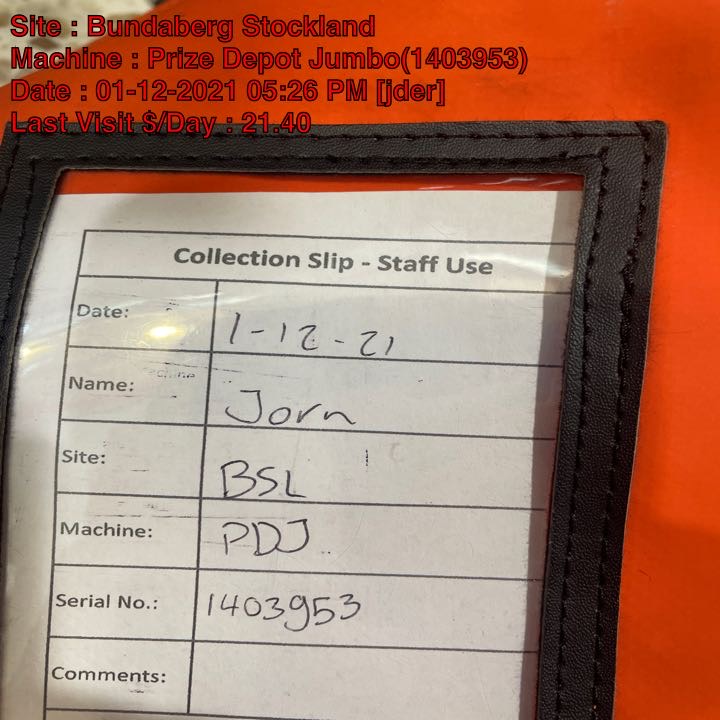 Site : Bundaberg Stockland
Machine : Prize Depot Jumbo(1403953)
Date : 01-12-2021 05:26 PM [jder]
Last Visit $/Day : 21.40
Collection Slip - Staff Use
Date: 1-12-21
Name: Jorn
Site: BSL
Machine: PDJ
Serial No.: 1403953
Comments: